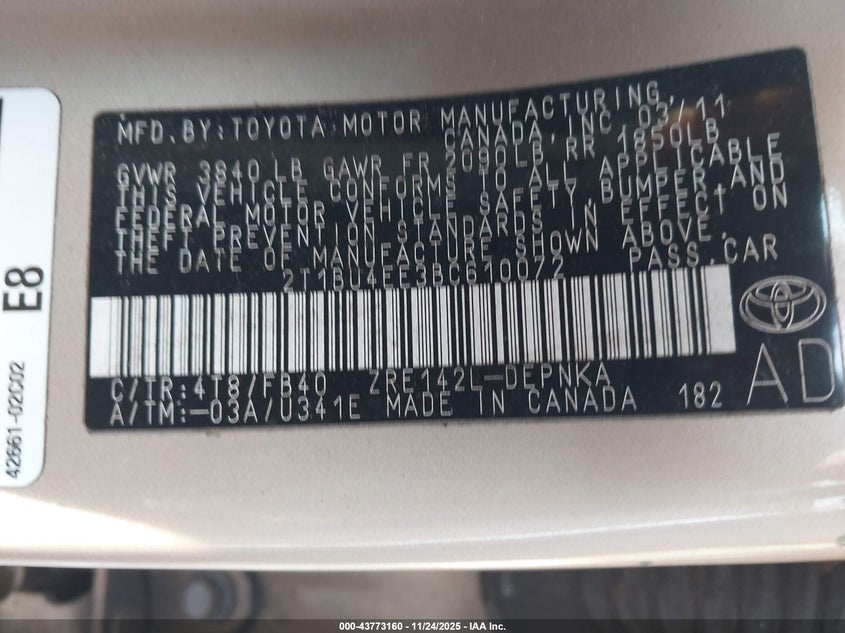 MFD. BY: TOYOTA MOTOR MANUFACTURING,
CANADA, INC 03/11
GVWR 3840 LB GAWR FR 2090LB RR 1850LB
THIS VEHICLE CONFORMS TO ALL APPLICABLE
FEDERAL MOTOR VEHICLE SAFETY, BUMPER AND
THEFT PREVENTION STANDARDS IN EFFECT ON
THE DATE OF MANUFACTURE SHOWN ABOVE.
2T1BU4EE3BC610072 PASS. CAR
C/TR: 4T8/FB40 ZRE142L-DEPNKA
A/TM: -03A/U341E MADE IN CANADA 182
AD
E8
42661-02C02
000-43773160 - 11/24/2025 - IAA Inc.